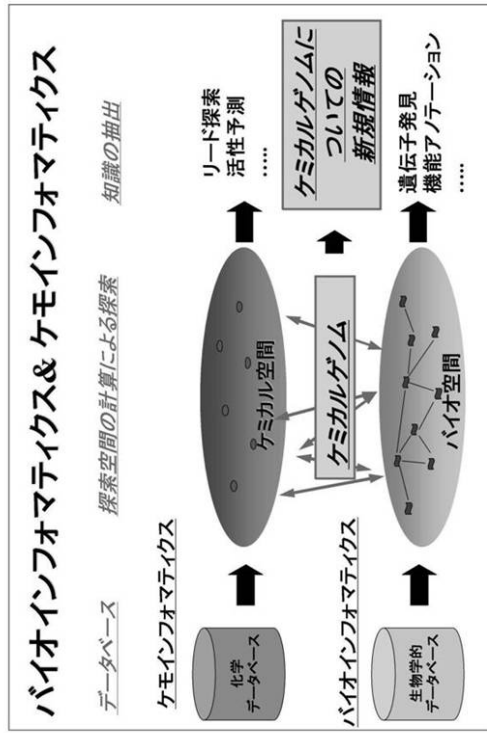 バイオインフォマティクス& ケモインフォマティクス
データベース
探索空間の計算による探索
知識の抽出
ケモインフォマティクス
化学
データベース
ケミカル空間
リード探索
活性予測
……
ケミカルゲノム
ケミカルゲノムに
ついての
新規情報
バイオインフォマティクス
生物学的
データベース
バイオ空間
遺伝子発見
機能アノテーション
……